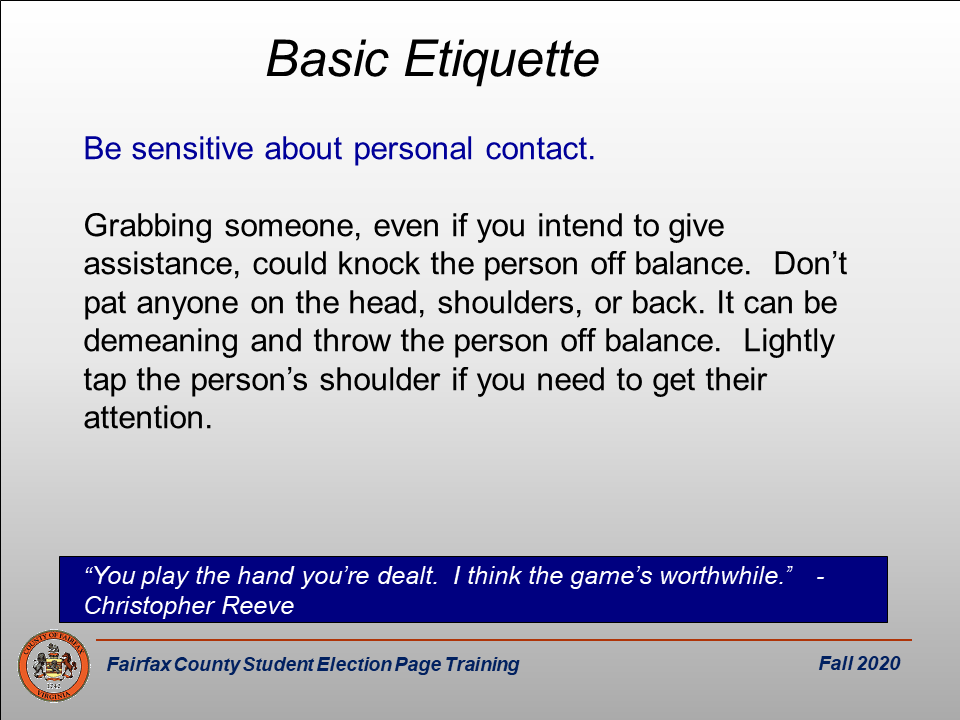 Basic Etiquette
Be sensitive about personal contact.
Grabbing someone, even if you intend to give
assistance, could knock the person off balance.  Don’t
pat anyone on the head, shoulders, or back. It can be
demeaning and throw the person off balance.  Lightly
tap the person’s shoulder if you need to get their
attention.
“You play the hand you’re dealt.  I think the game’s worthwhile.”   -
Christopher Reeve
COUNTY OF FAIRFAX
1742
VIRGINIA
Fairfax County Student Election Page Training
Fall 2020